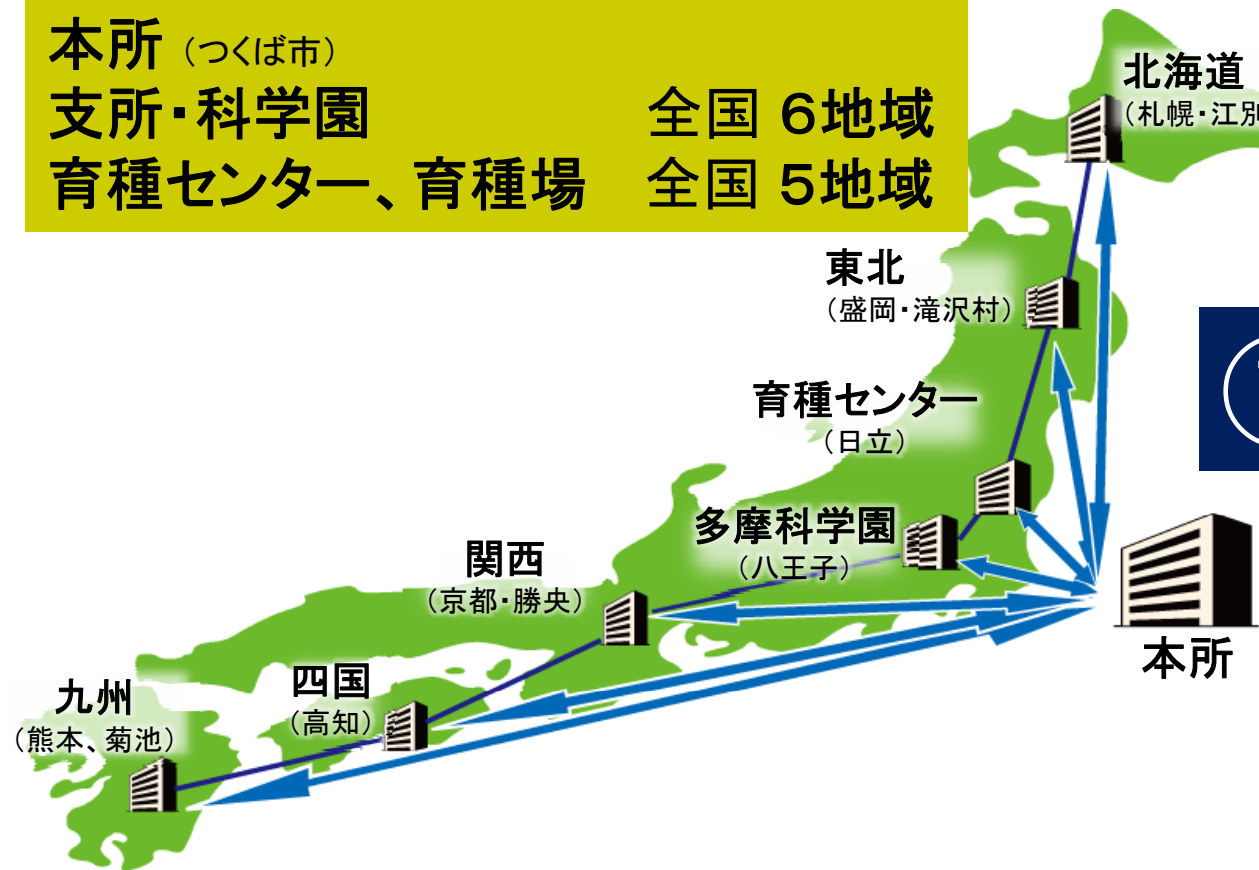 本所（つくば市）
支所・科学園　全国 ６地域
育種センター、育種場　全国 ５地域
北海道
（札幌・江別
東北
（盛岡・滝沢村）
育種センター
（日立）
多摩科学園
（八王子）
関西
（京都・勝央）
四国
（高知）
九州
（熊本、菊池）
本所